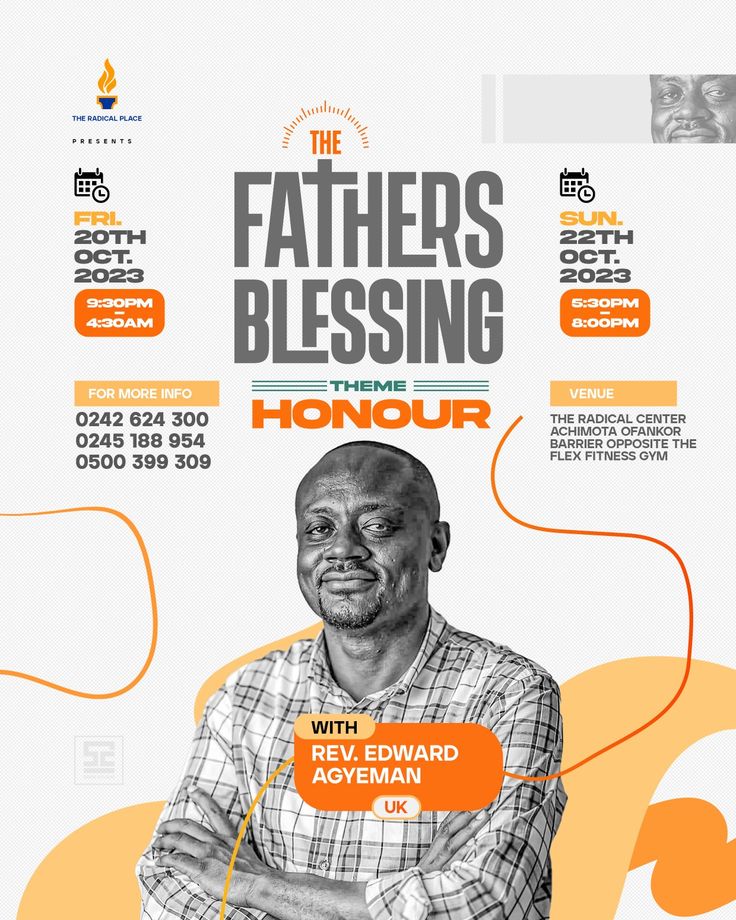 THE RADICAL PLACE
PRESENTS
THE
FATHERS
BLESSING
THEME
HONOUR
FRI.
20TH
OCT.
2023
9:30PM
–
4:30AM
SUN.
22TH
OCT.
2023
5:30PM
–
8:00PM
FOR MORE INFO
0242 624 300
0245 188 954
0500 399 309
VENUE
THE RADICAL CENTER
ACHIMOTA OFANKOR
BARRIER OPPOSITE THE
FLEX FITNESS GYM
WITH
REV. EDWARD
AGYEMAN
UK